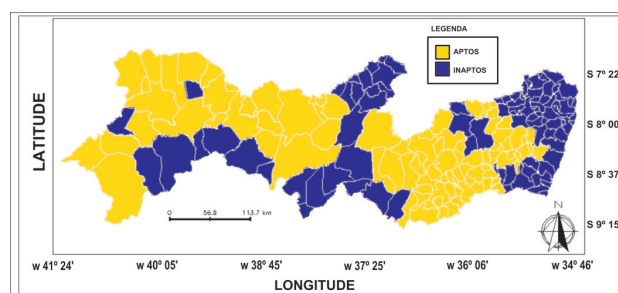 LEGENDA
APTOS
INAPTOS
LATITUDE
S 7º 22
S 8º 00
S 8º 37
S 9º 15
0 56.9 113.7 km
N
w 41º 24' w 40º 05' w 38º 45' w 37º 25' w 36º 06' w 34º 46'
LONGITUDE